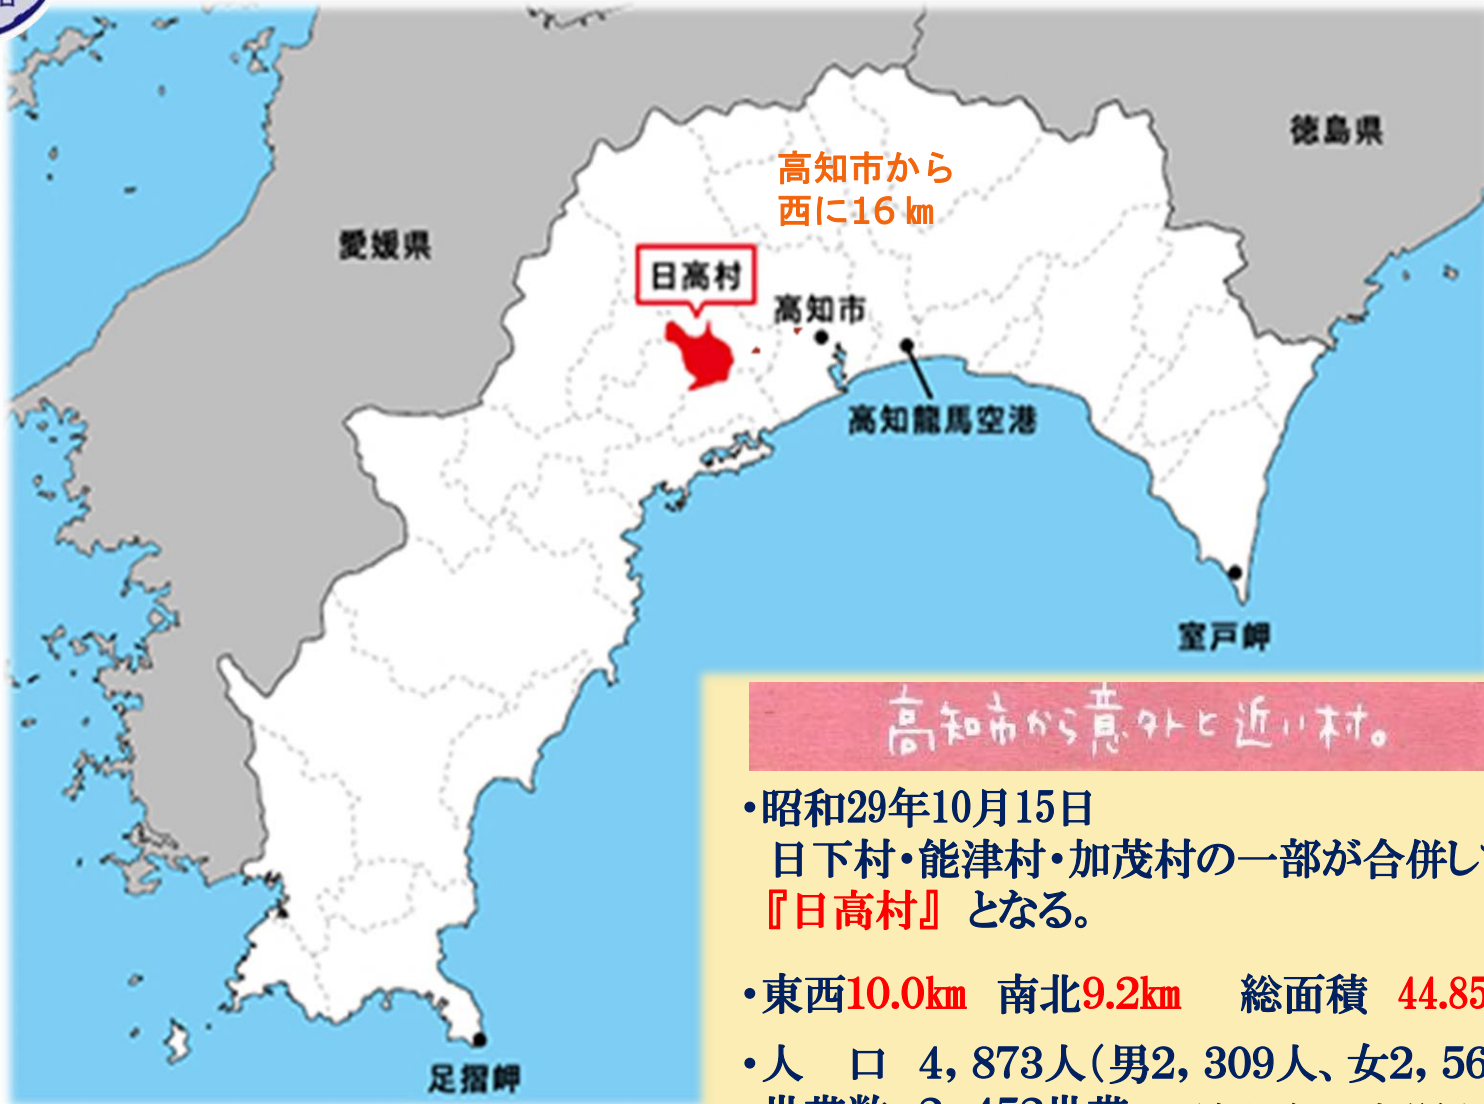 徳島県
高知市から
西に16㎞
愛媛県
日高村
高知市
高知龍馬空港
室戸岬
足摺岬
高知市から意外と近い村。
・昭和29年10月15日
日下村・能津村・加茂村の一部が合併し
『日高村』となる。
・東西10.0㎞ 南北9.2㎞ 総面積 44.85
・人 口 4，873人（男2，309人、女2，56